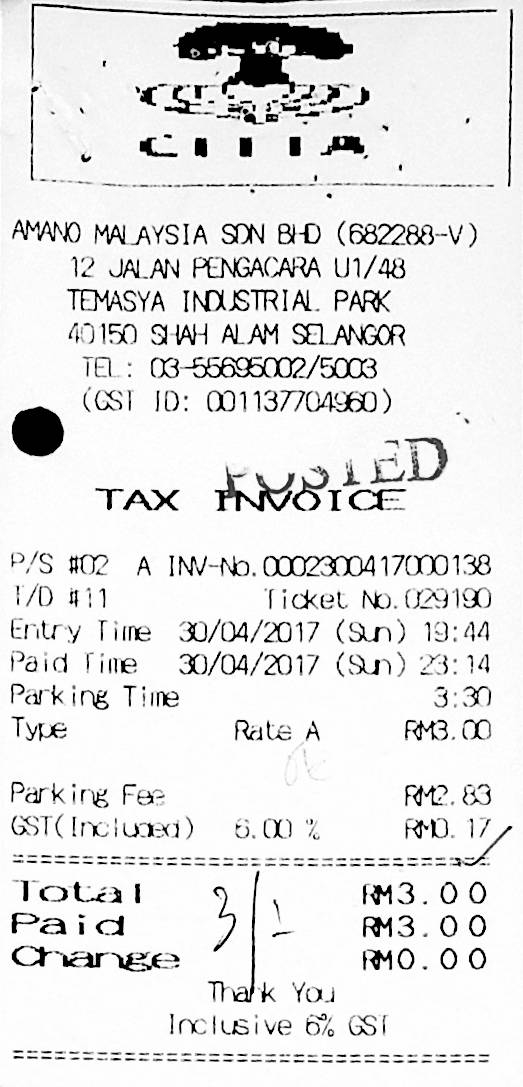 AMANO MALAYSIA SDN BHD (682288-V)
12 JALAN PENGACARA U1/48
TEMASYA INDUSTRIAL PARK
40150 SHAH ALAM SELANGOR
TEL: 03-55695002/5003
(GST ID: 001137704960)
POSTED
TAX INVOICE
P/S #02 A INV-No.0002300417000138
T/D #11 Ticket No.029190
Entry Time 30/04/2017 (Sun) 19:44
Paid Time 30/04/2017 (Sun) 23:14
Parking Time 3:30
Type Rate A RM3.00
Parking Fee RM2.83
GST(Included) 6.00 % RM0.17
Total RM3.00
Paid RM3.00
Change RM0.00
Thank You
Inclusive 6% GST